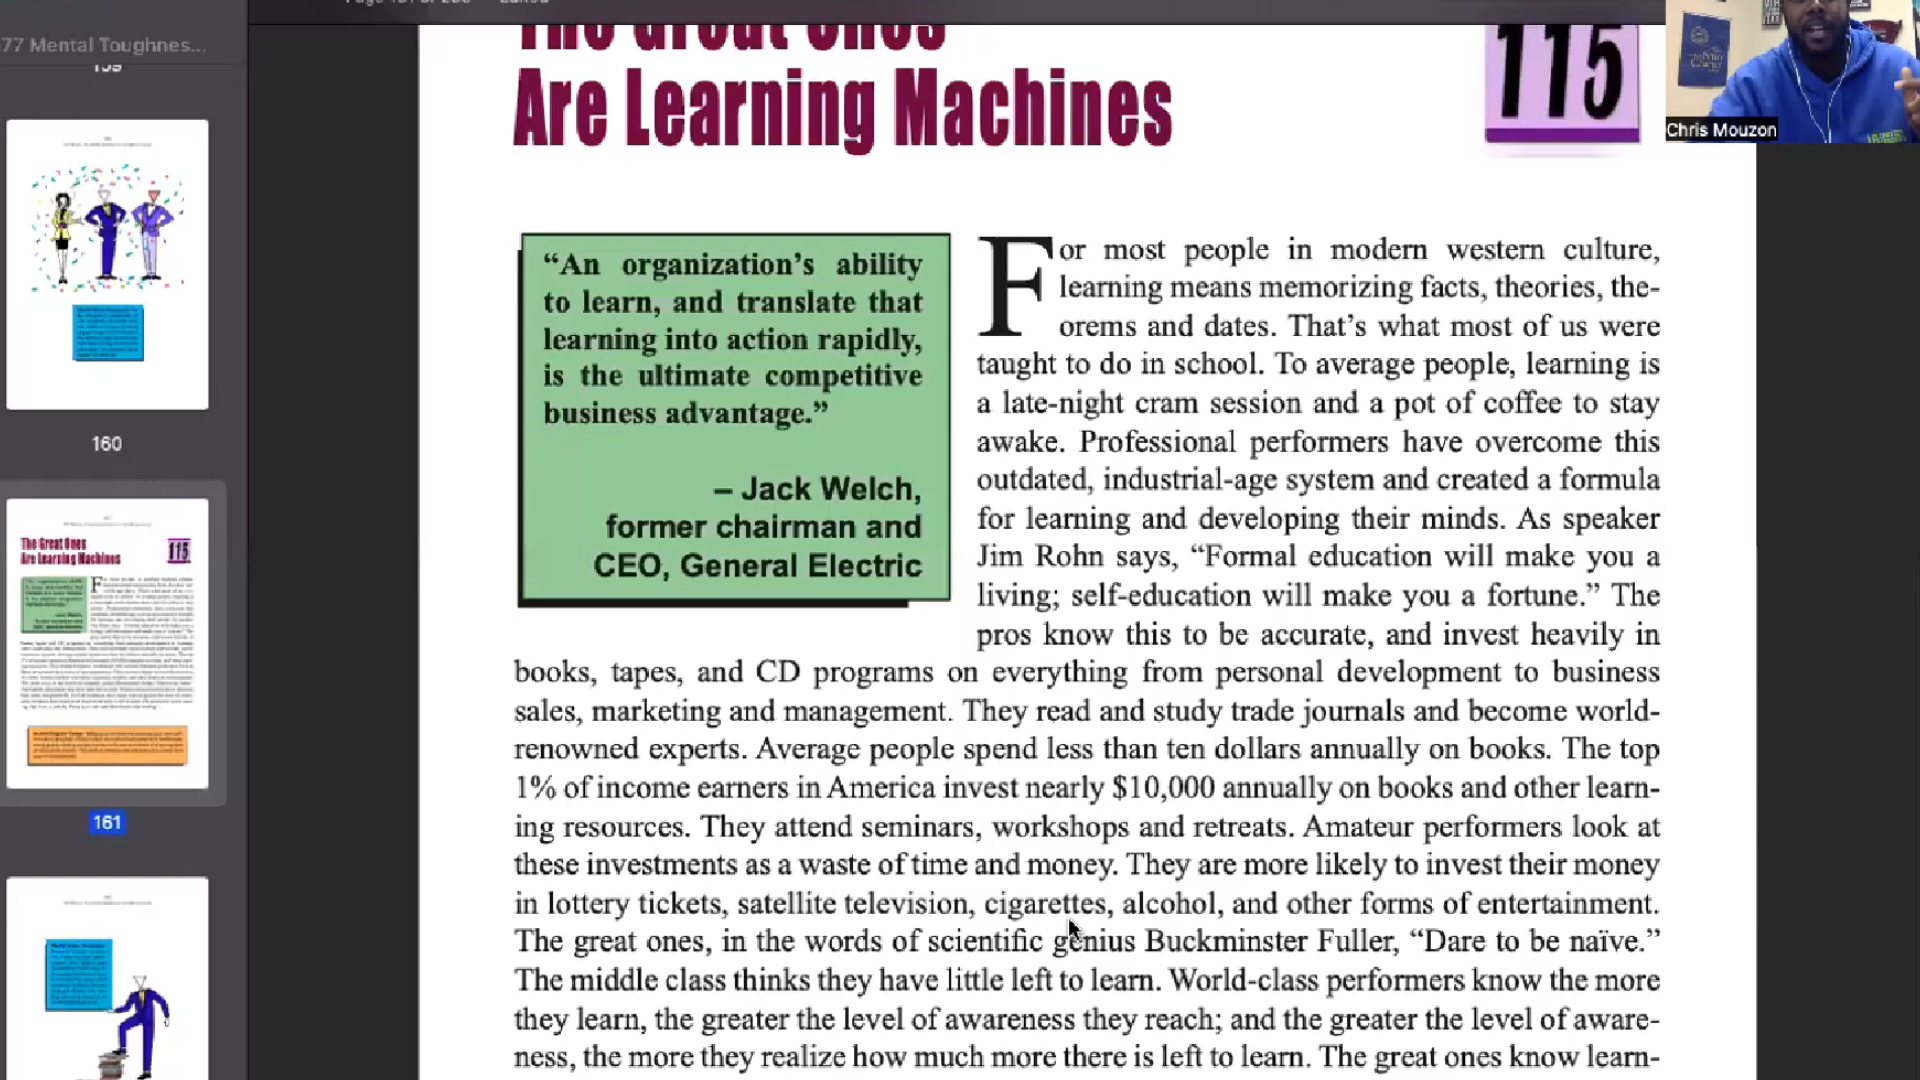 77 Mental Toughnes...
159
160
161
The Great Ones
Are Learning Machines
115
Chris Mouzon
“An organization’s ability
to learn, and translate that
learning into action rapidly,
is the ultimate competitive
business advantage.”
– Jack Welch,
former chairman and
CEO, General Electric
For most people in modern western culture,
learning means memorizing facts, theories, the-
orems and dates. That’s what most of us were
taught to do in school. To average people, learning is
a late-night cram session and a pot of coffee to stay
awake. Professional performers have overcome this
outdated, industrial-age system and created a formula
for learning and developing their minds. As speaker
Jim Rohn says, “Formal education will make you a
living; self-education will make you a fortune.” The
pros know this to be accurate, and invest heavily in
books, tapes, and CD programs on everything from personal development to business
sales, marketing and management. They read and study trade journals and become world-
renowned experts. Average people spend less than ten dollars annually on books. The top
1% of income earners in America invest nearly $10,000 annually on books and other learn-
ing resources. They attend seminars, workshops and retreats. Amateur performers look at
these investments as a waste of time and money. They are more likely to invest their money
in lottery tickets, satellite television, cigarettes, alcohol, and other forms of entertainment.
The great ones, in the words of scientific genius Buckminster Fuller, “Dare to be naïve.”
The middle class thinks they have little left to learn. World-class performers know the more
they learn, the greater the level of awareness they reach; and the greater the level of aware-
ness, the more they realize how much more there is left to learn. The great ones know learn-
The Great Ones
Are Learning Machines
115